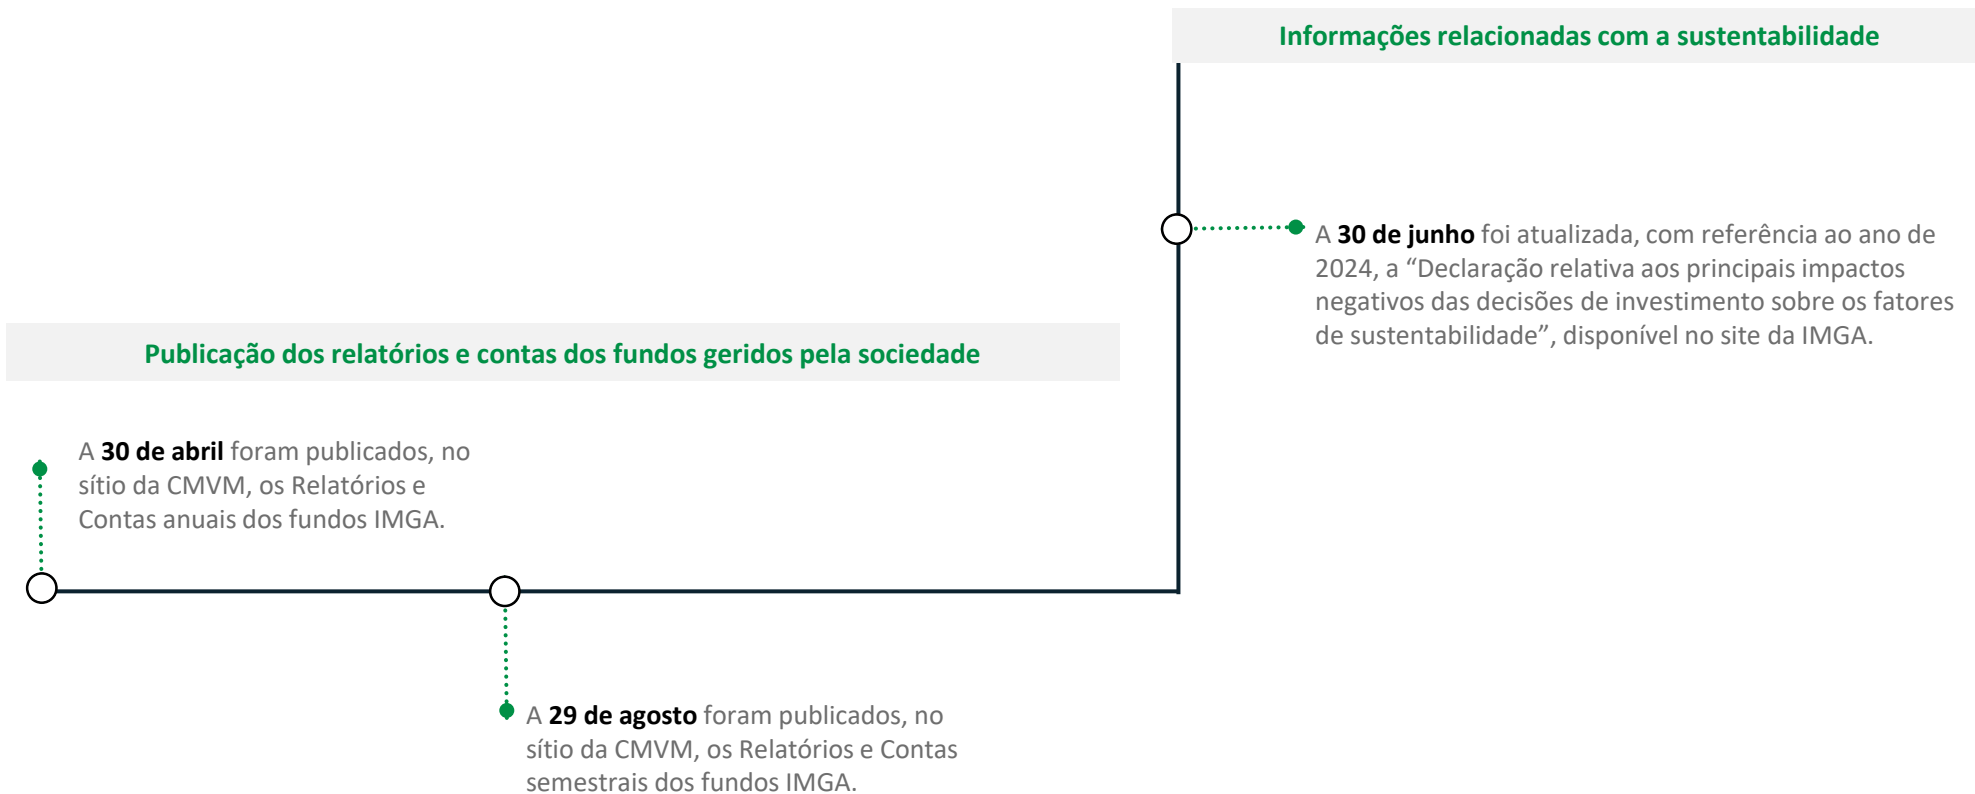 Publicação dos relatórios e contas dos fundos geridos pela sociedade
A 30 de abril foram publicados, no
sítio da CMVM, os Relatórios e
Contas anuais dos fundos IMGA.
A 29 de agosto foram publicados, no
sítio da CMVM, os Relatórios e Contas
semestrais dos fundos IMGA.
Informações relacionadas com a sustentabilidade
A 30 de junho foi atualizada, com referência ao ano de
2024, a “Declaração relativa aos principais impactos
negativos das decisões de investimento sobre os fatores
de sustentabilidade”, disponível no site da IMGA.